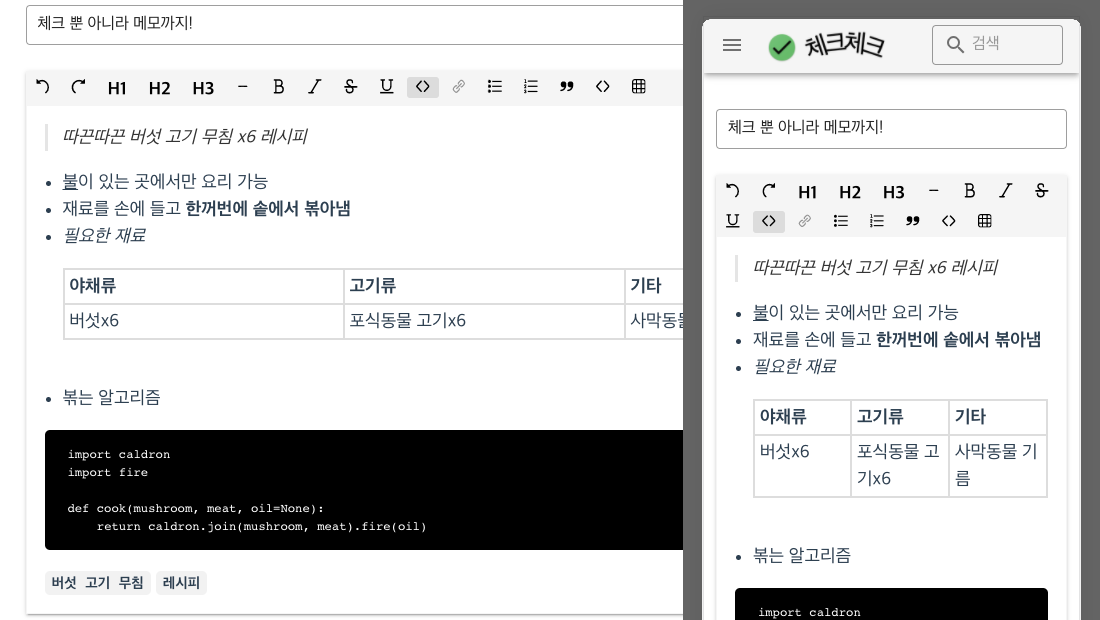 체크 뿐 아니라 메모까지!
H1 H2 H3 — B I S U <> <>
따끈따끈 버섯 고기 무침 x6 레시피
불이 있는 곳에서만 요리 가능
재료를 손에 들고 한꺼번에 솥에서 볶아냄
필요한 재료
야채류 고기류 기타
버섯x6 포식동물 고기x6 사막동물
볶는 알고리즘
import caldron
import fire
def cook(mushroom, meat, oil=None):
    return caldron.join(mushroom, meat).fire(oil)
버섯 고기 무침 레시피
체크체크 검색
체크 뿐 아니라 메모까지!
H1 H2 H3 — B I S
U <> <>
따끈따끈 버섯 고기 무침 x6 레시피
불이 있는 곳에서만 요리 가능
재료를 손에 들고 한꺼번에 솥에서 볶아냄
필요한 재료
야채류 고기류 기타
버섯x6 포식동물 고 사막동물 기
기x6 름
볶는 알고리즘
import caldron